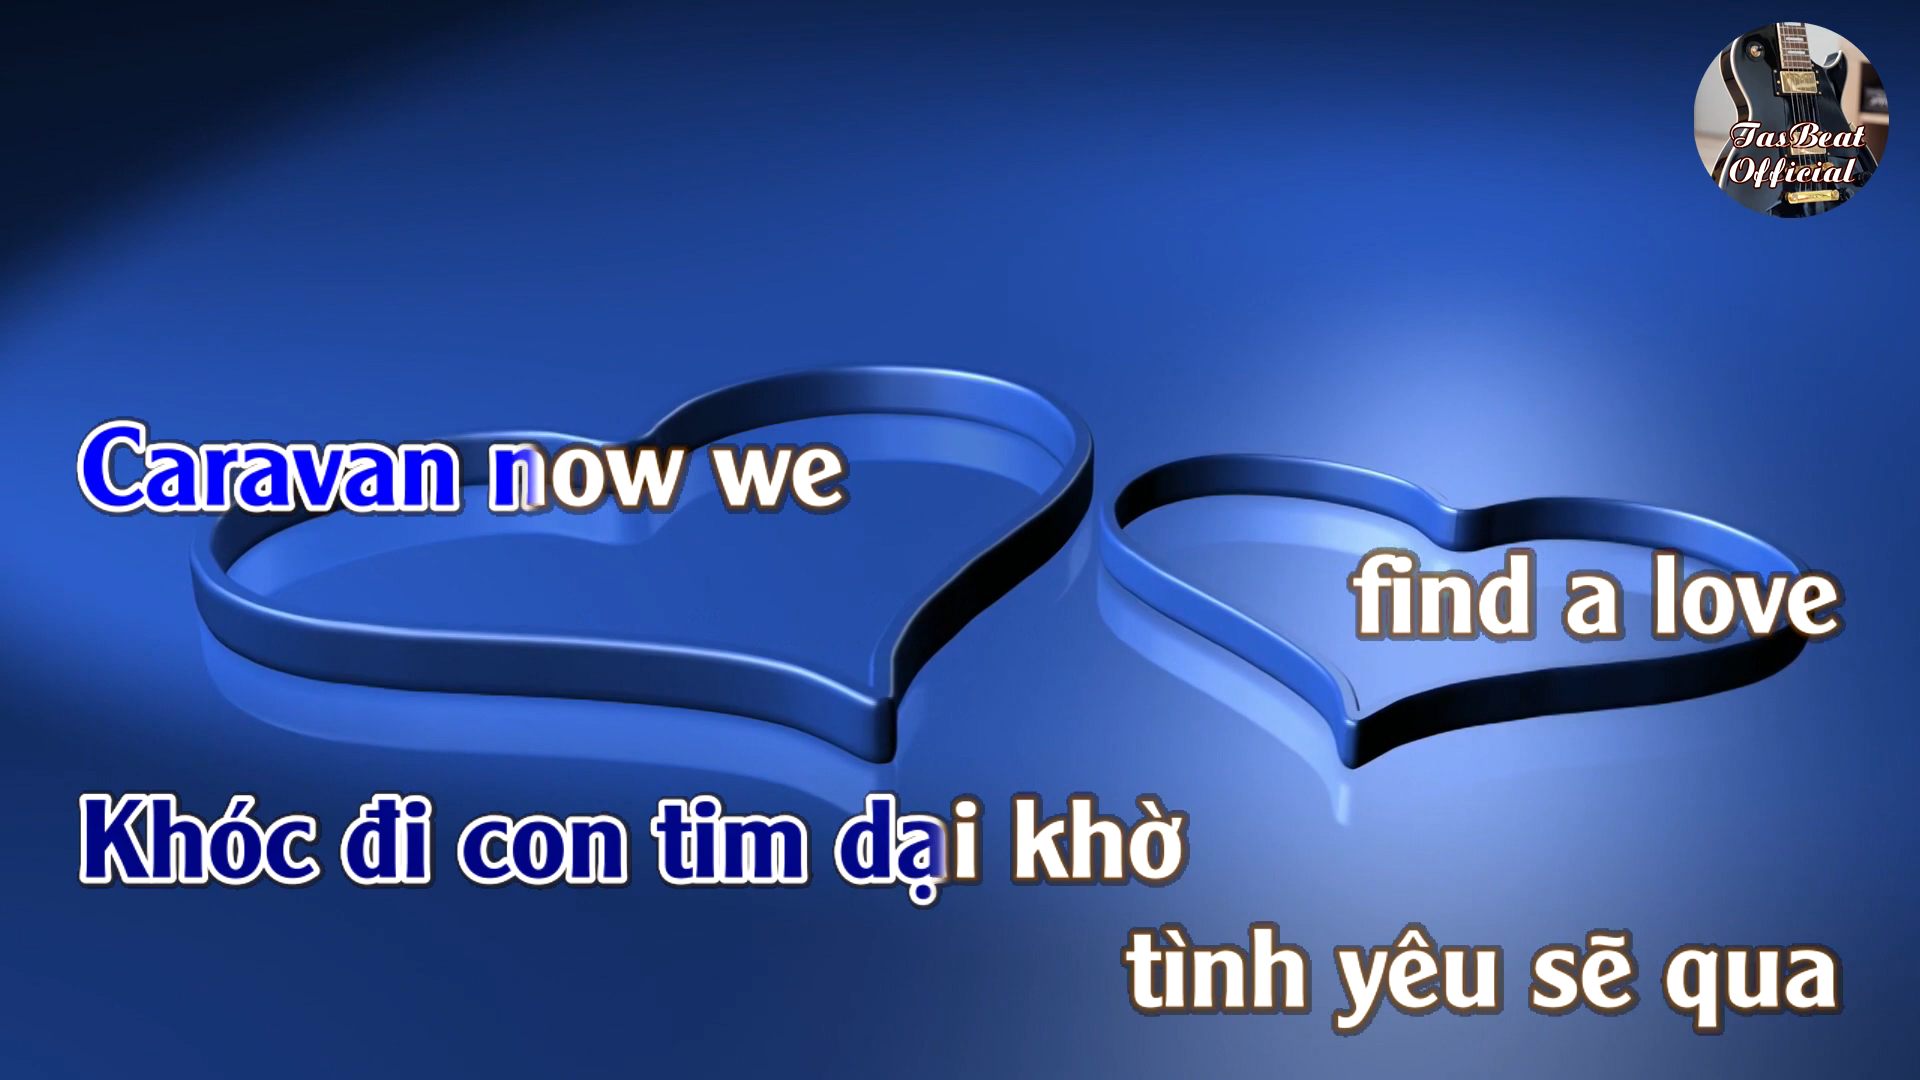 TasBeat
Official
Caravan now we
find a love
Khóc đi con tim dại khờ
tình yêu sẽ qua